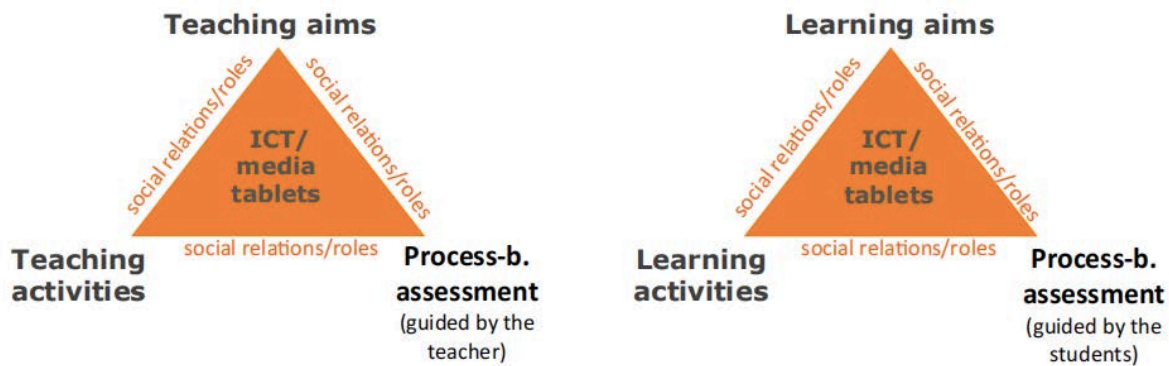 Teaching aims
social relations/roles
social relations/roles
ICT/
media
tablets
social relations/roles
Teaching
activities
Process-b.
assessment
(guided by the
teacher)
Learning aims
social relations/roles
social relations/roles
ICT/
media
tablets
social relations/roles
Learning
activities
Process-b.
assessment
(guided by the
students)